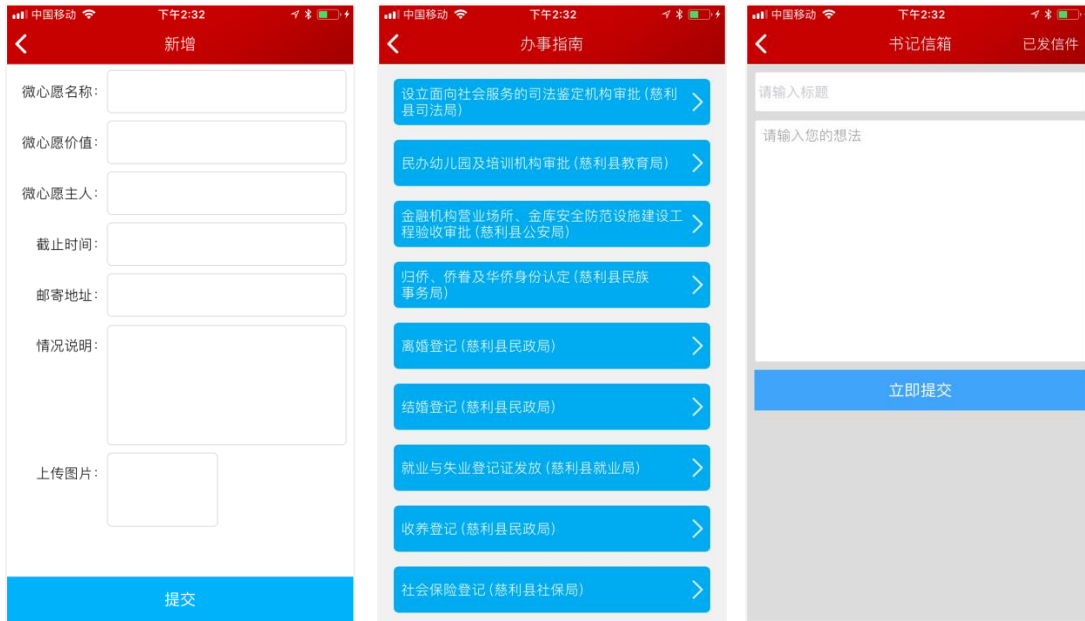 中国移动
下午2:32
新增
微心愿名称：
微心愿价值：
微心愿主人：
截止时间：
邮寄地址：
情况说明：
上传图片：
提交
中国移动
下午2:32
办事指南
设立面向社会服务的司法鉴定机构审批(慈利
县司法局)
民办幼儿园及培训机构审批(慈利县教育局)
金融机构营业场所、金库安全防范设施建设工
程验收审批(慈利县公安局)
归侨、侨眷及华侨身份认定(慈利县民族
事务局)
离婚登记(慈利县民政局)
结婚登记(慈利县民政局)
就业与失业登记证发放(慈利县就业局)
收养登记(慈利县民政局)
社会保险登记(慈利县社保局)
中国移动
下午2:32
书记信箱
已发信件
请输入标题
请输入您的想法
立即提交